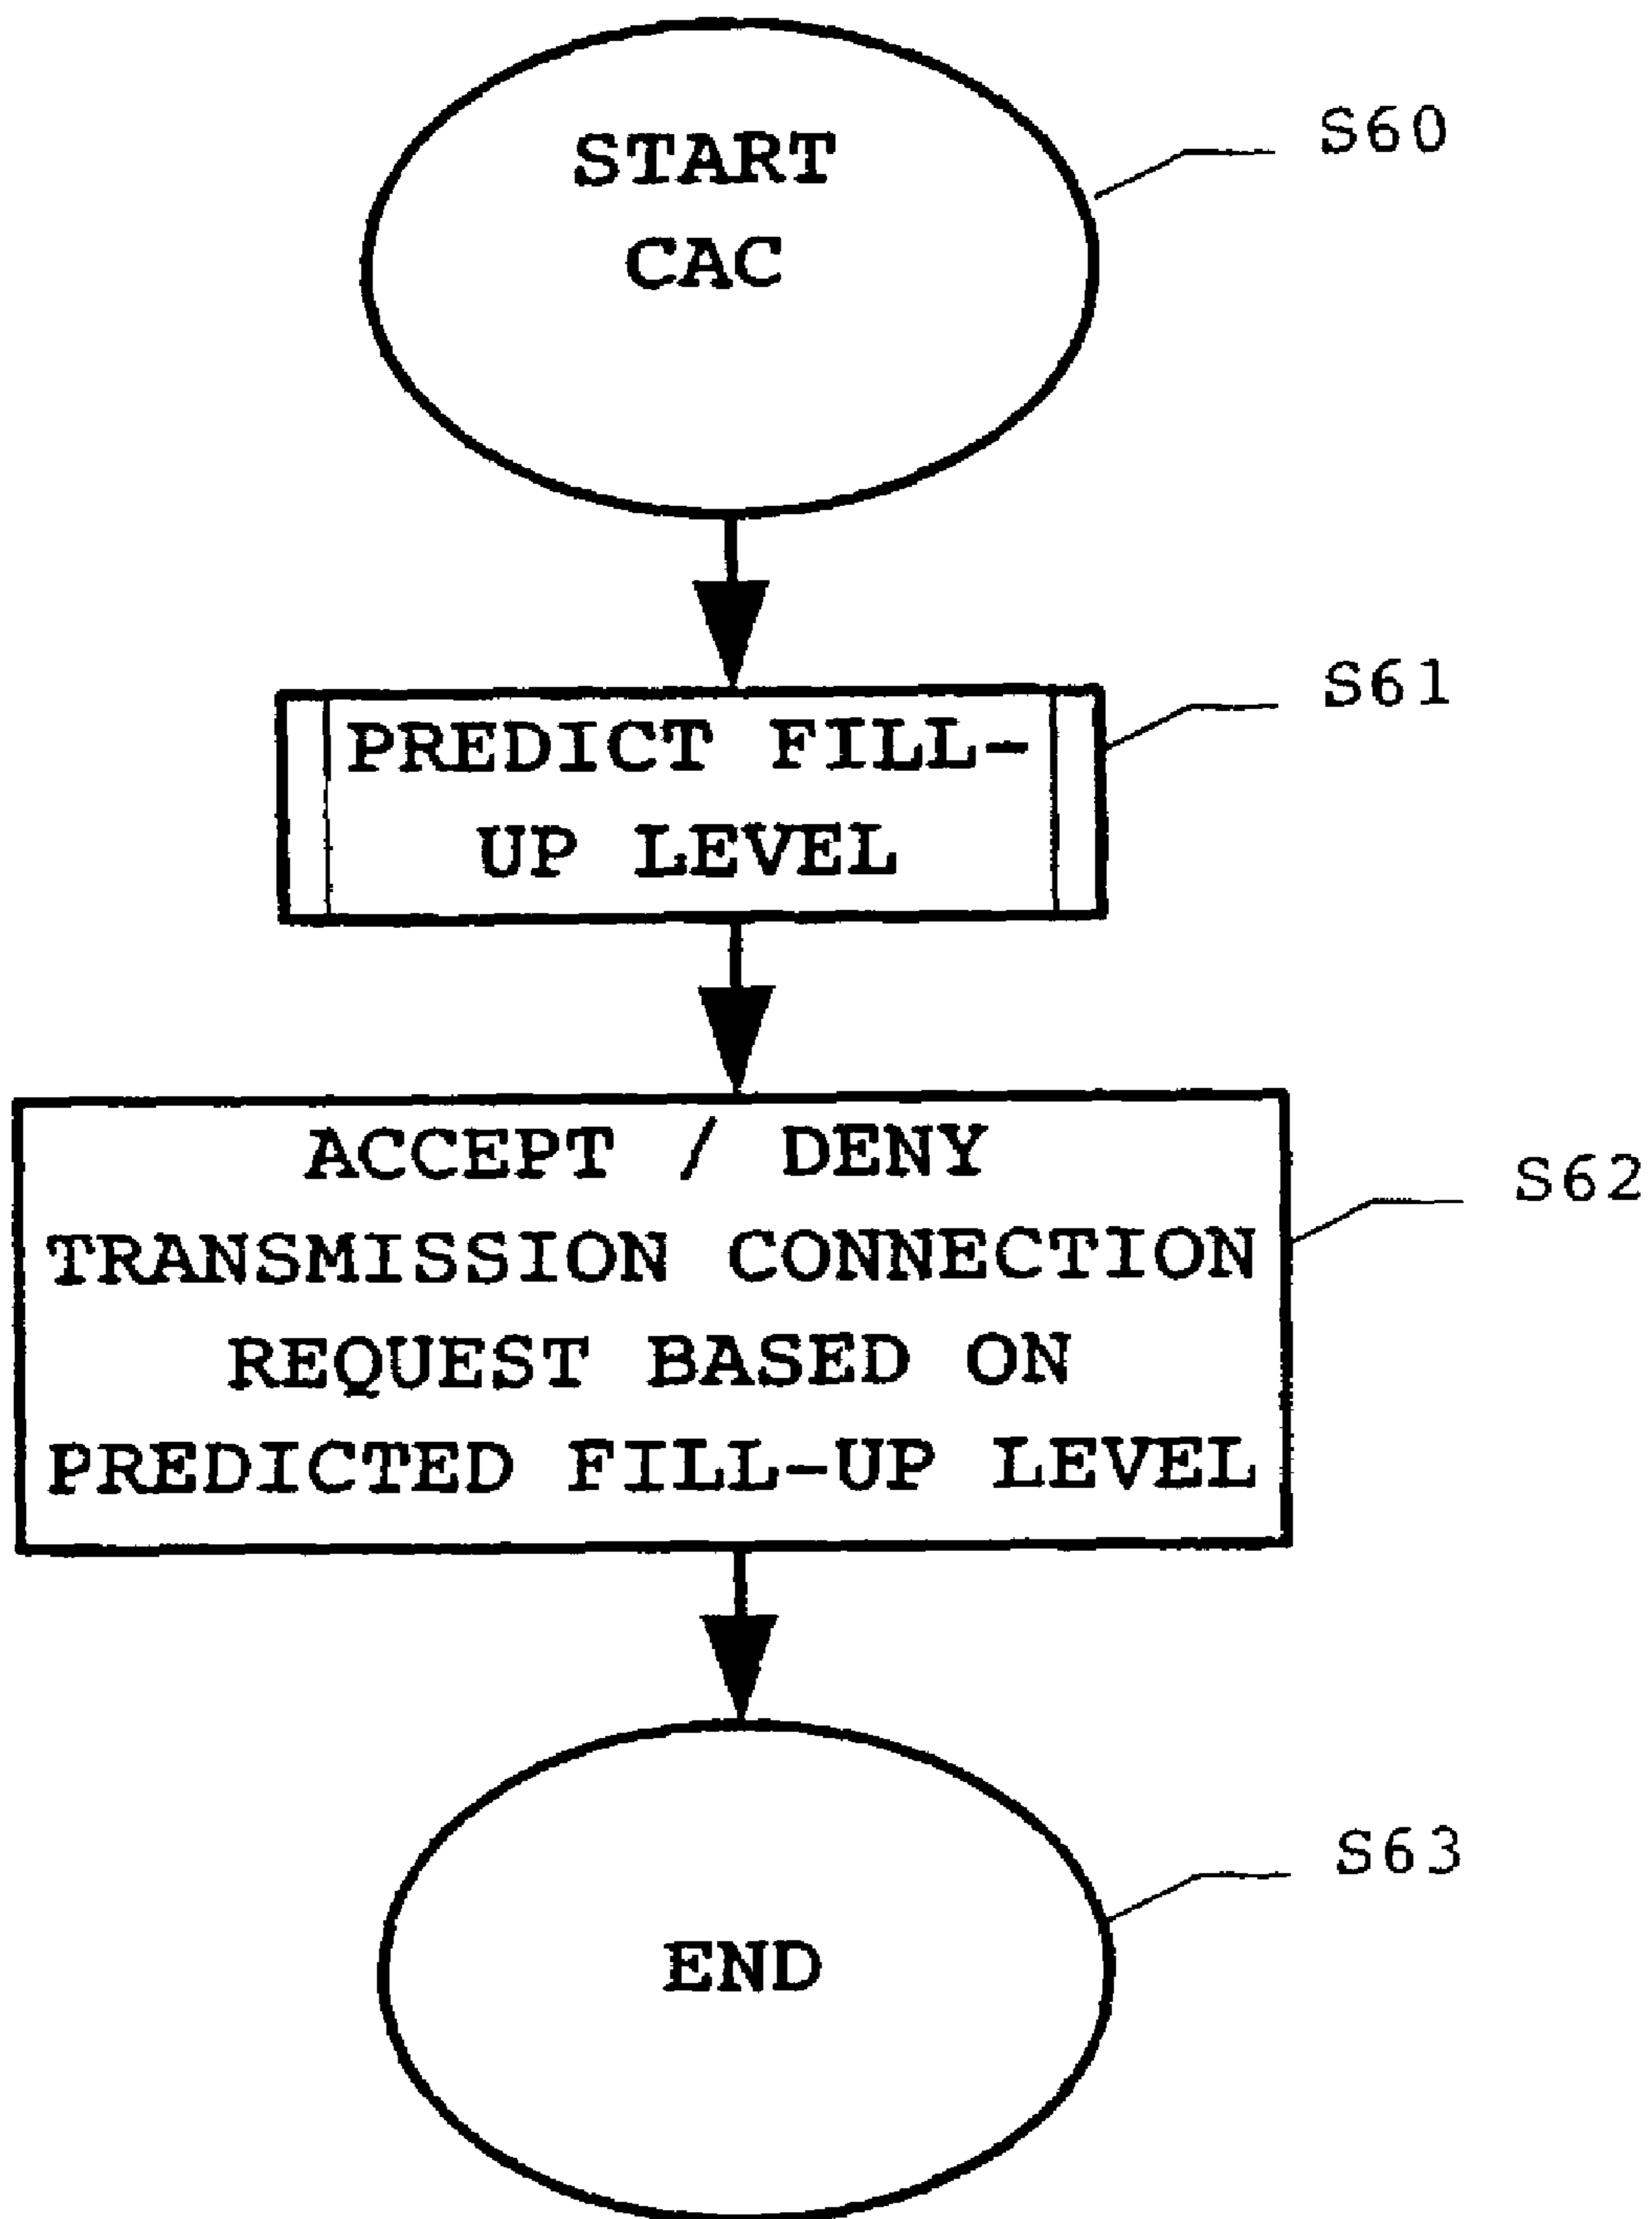 START
CAC
S60
PREDICT FILL-
UP LEVEL
S61
ACCEPT / DENY
TRANSMISSION CONNECTION
REQUEST BASED ON
PREDICTED FILL-UP LEVEL
S62
END
S63